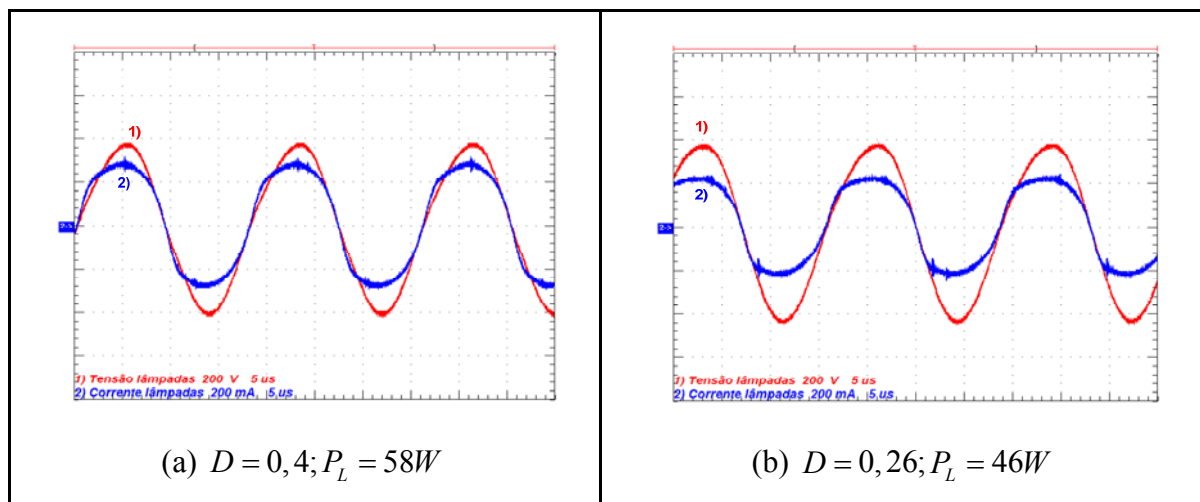 1)
2)
2->
1) Tensão lâmpadas 200 V 5 us
2) Corrente lâmpadas 200 mA 5 us
(a) D = 0,4; P_L = 58W
1)
2)
2->
1) Tensão lâmpadas 200 V 5 us
2) Corrente lâmpadas 200 mA 5 us
(b) D = 0,26; P_L = 46W